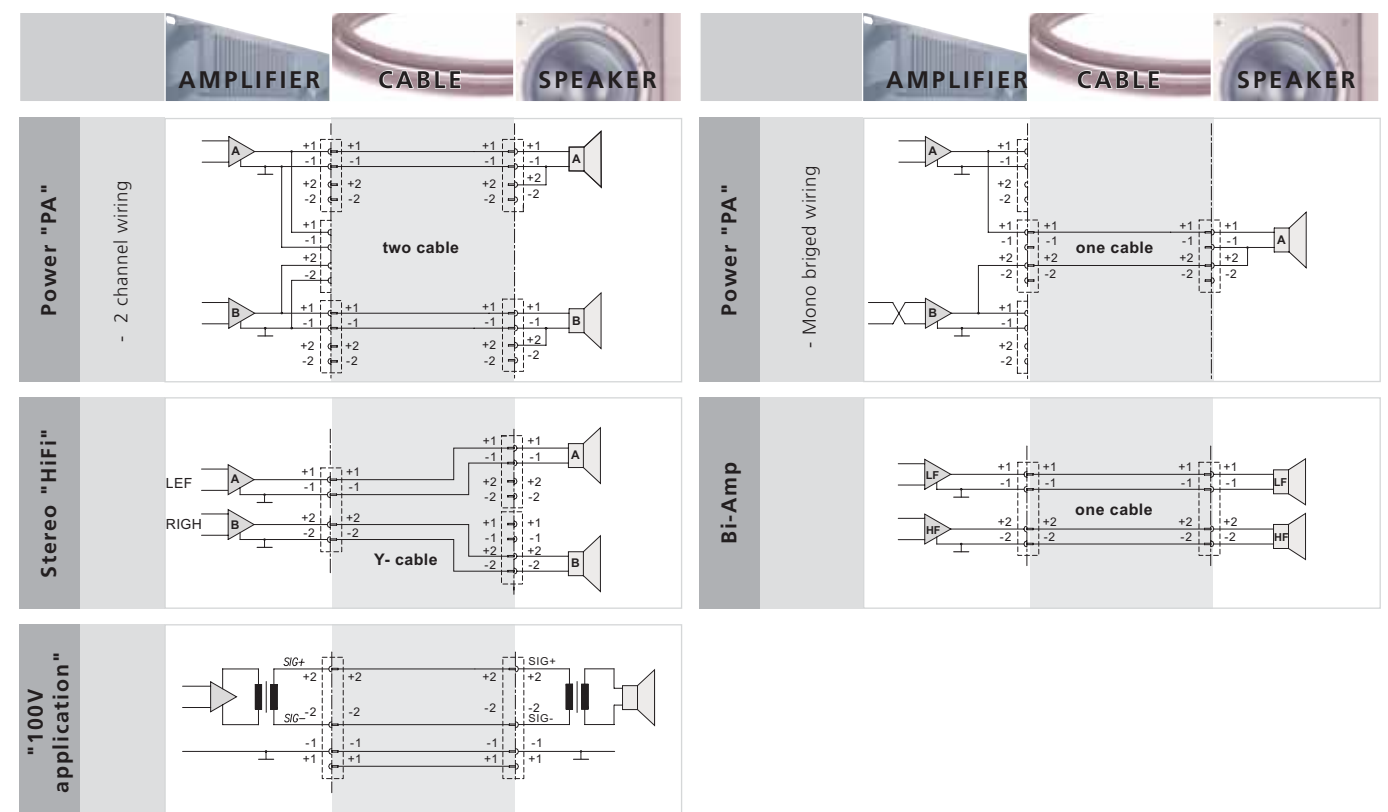 AMPLIFIER CABLE SPEAKER
Power "PA"
- 2 channel wiring
A
+1 +1 +1 +1
-1 -1 -1 -1
+2 +2 +2 +2
-2 -2 -2 -2
A
+1
-1
+2
-2
two cable
B
+1 +1 +1 +1
-1 -1 -1 -1
+2 +2 +2 +2
-2 -2 -2 -2
B
Stereo "HiFi"
LEF
A
+1 +1
-1 -1
RIGH
B
+2 +2
-2 -2
Y- cable
+1 +1
-1 -1
+2 +2
-2 -2
A
+1 +1
-1 -1
+2 +2
-2 -2
B
"100V
application"
SIG+ SIG+
+2 +2 +2 +2
-2 -2 -2 -2
SIG– SIG-
-1 -1 -1 -1
+1 +1 +1 +1
AMPLIFIER CABLE SPEAKER
Power "PA"
- Mono briged wiring
A
+1
-1
+2
-2
+1 +1 +1 +1
-1 -1 -1 -1
+2 +2 +2 +2
-2 -2 -2 -2
one cable
A
B
+1
-1
+2
-2
Bi-Amp
LF
+1 +1 +1 +1
-1 -1 -1 -1
LF
one cable
HF
+2 +2 +2 +2
-2 -2 -2 -2
HF